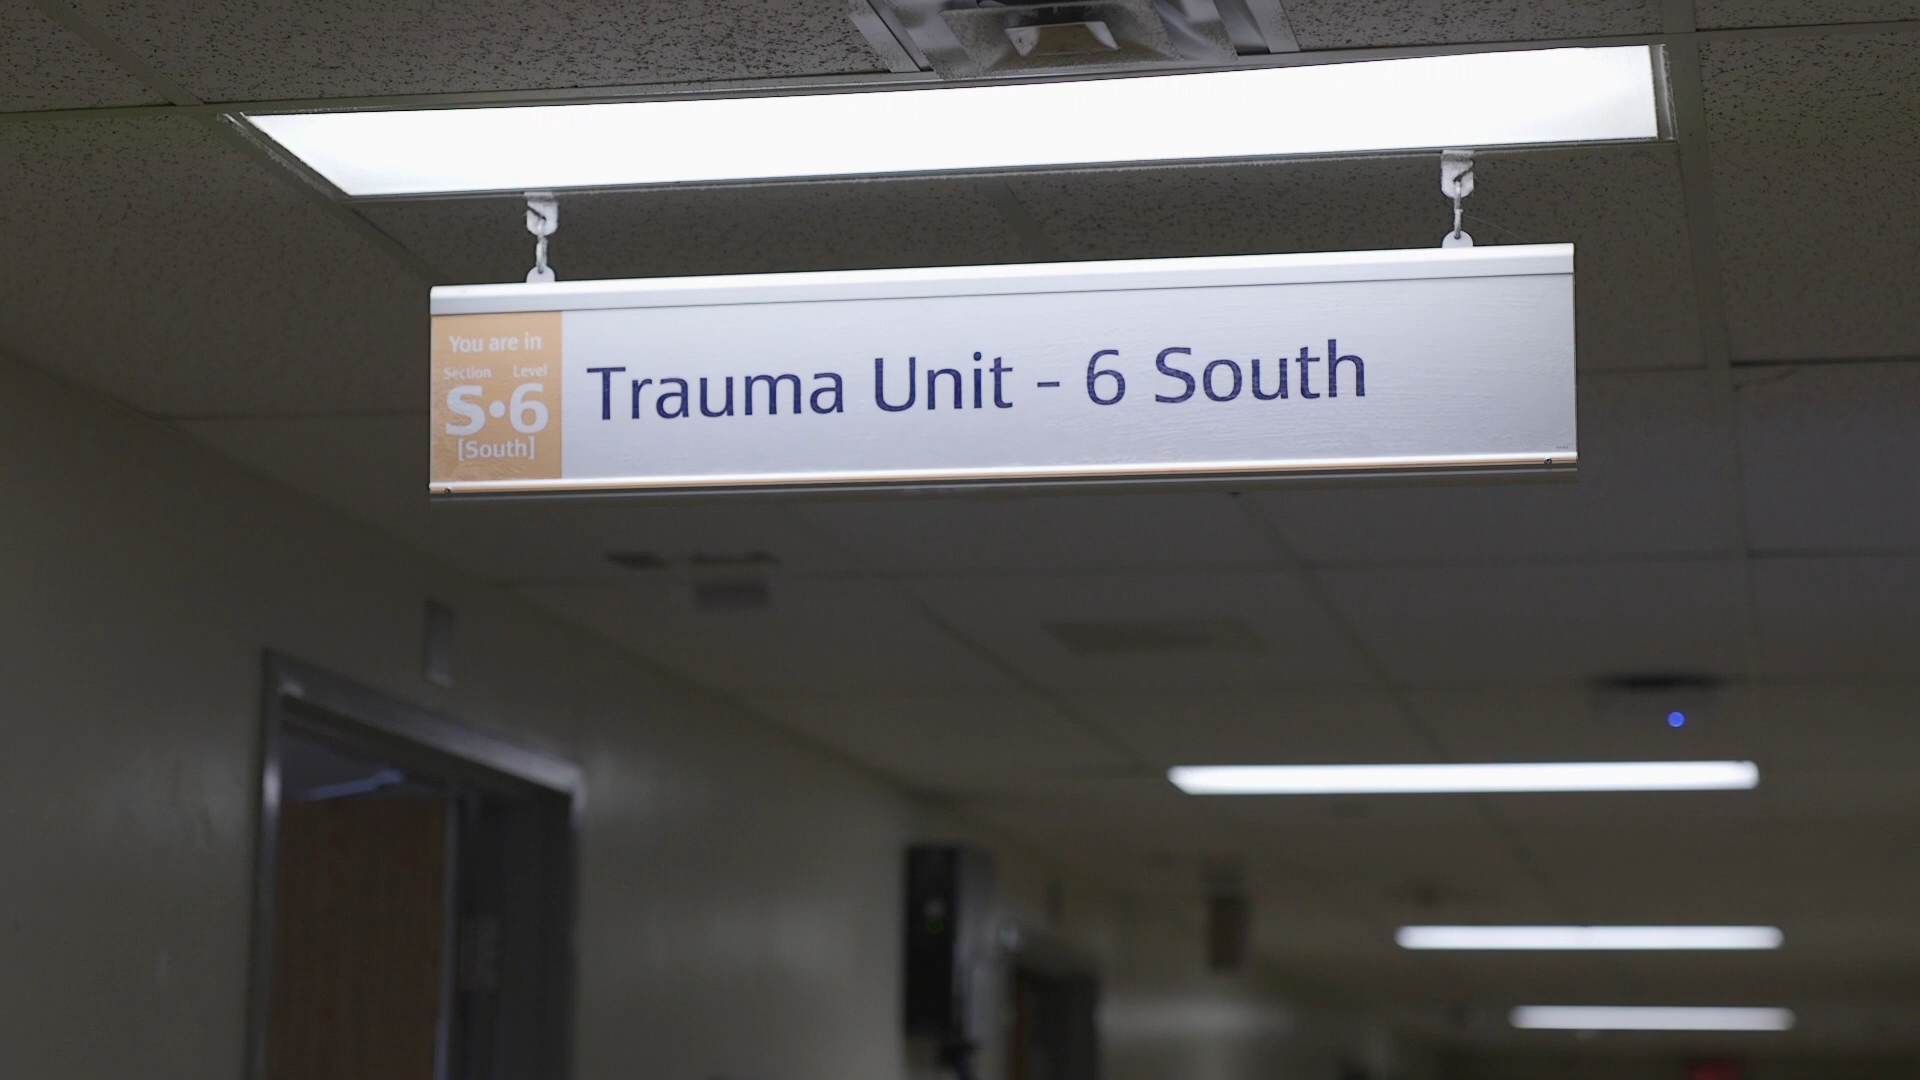 You are in
Section Level
S•6
[South]
Trauma Unit - 6 South